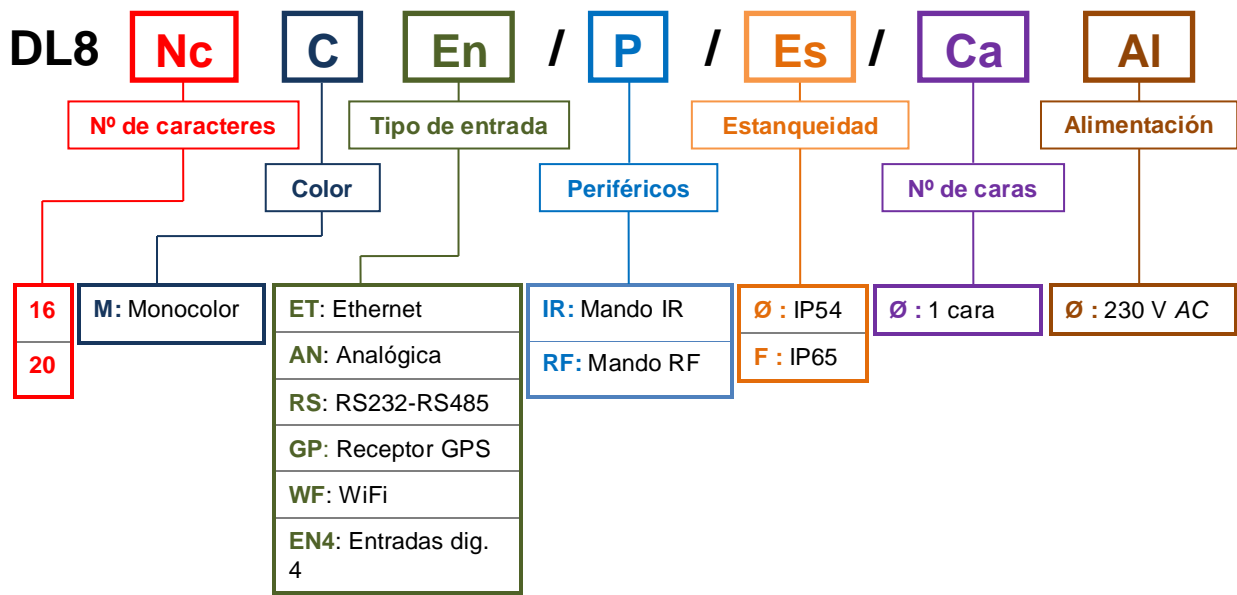 DL8 Nc C En / P / Es / Ca Al
Nº de caracteres
Tipo de entrada
Estanqueidad
Alimentación
Color
Periféricos
Nº de caras
16
20
M: Monocolor
ET: Ethernet
AN: Analógica
RS: RS232-RS485
GP: Receptor GPS
WF: WiFi
EN4: Entradas dig.
4
IR: Mando IR
RF: Mando RF
Ø : IP54
F : IP65
Ø : 1 cara
Ø : 230 V AC